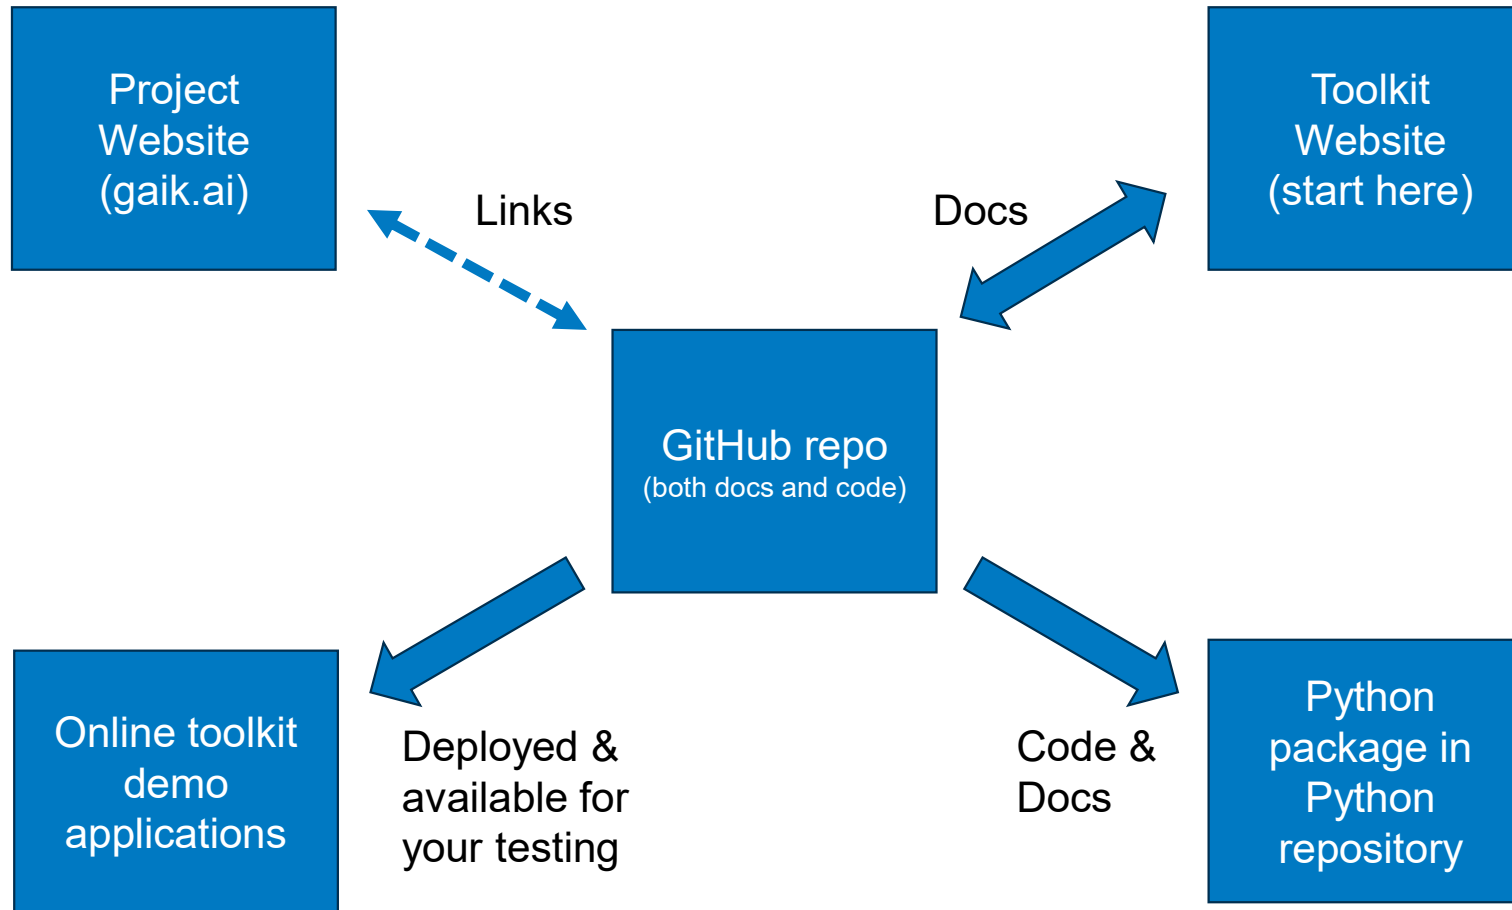 Project
Website
(gaik.ai)
Links
Docs
Toolkit
Website
(start here)
GitHub repo
(both docs and code)
Online toolkit
demo
applications
Deployed &
available for
your testing
Code &
Docs
Python
package in
Python
repository